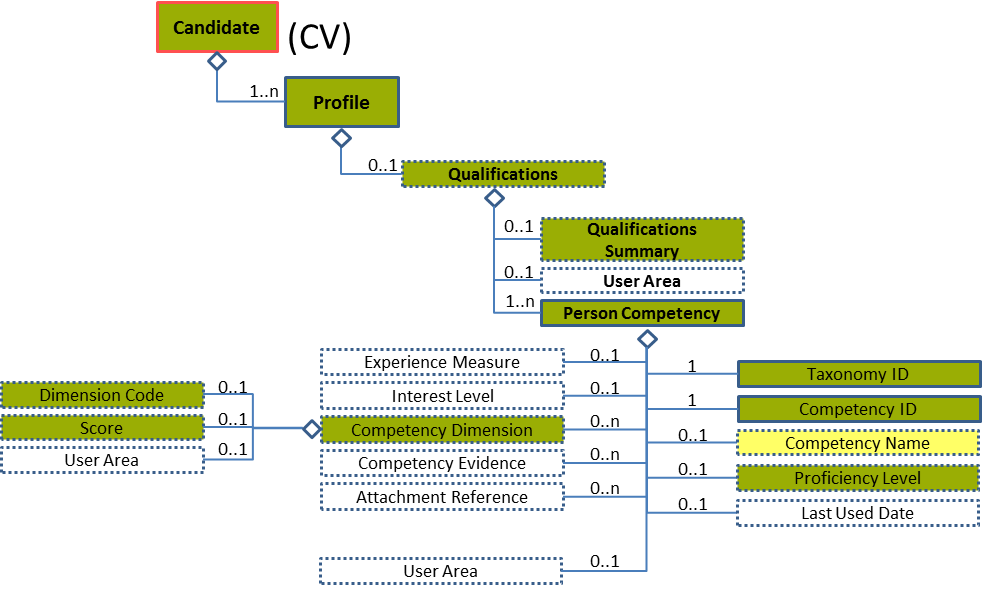 Candidate (CV)
1..n
Profile
0..1
Qualifications
0..1
Qualifications
Summary
0..1
User Area
1..n
Person Competency
Experience Measure 0..1
Interest Level 0..1
Competency Dimension 0..n
Competency Evidence 0..n
Attachment Reference 0..n
User Area 0..1
Dimension Code 0..1
Score 0..1
User Area 0..1
1 Taxonomy ID
1 Competency ID
0..1 Competency Name
0..1 Proficiency Level
0..1 Last Used Date